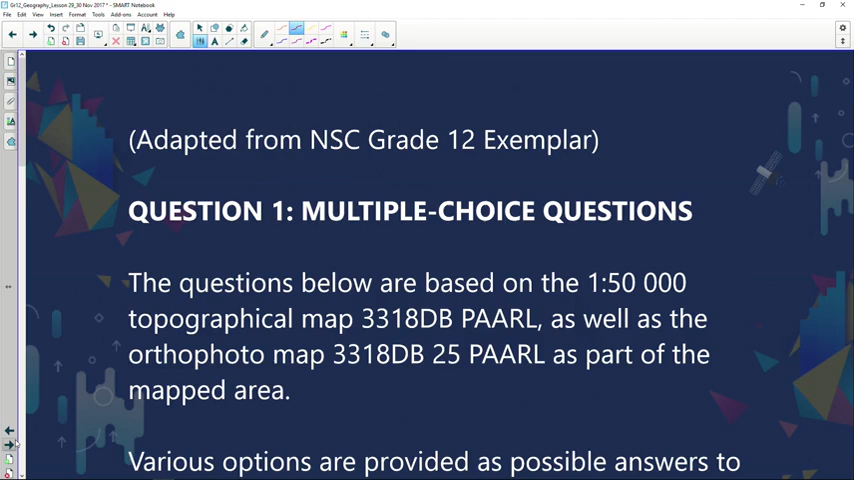 Gr12_Geography_Lesson 29_30 Nov 2017 * - SMART Notebook
File Edit View Insert Format Tools Add-ons Account Help
(Adapted from NSC Grade 12 Exemplar)
QUESTION 1: MULTIPLE-CHOICE QUESTIONS
The questions below are based on the 1:50 000
topographical map 3318DB PAARL, as well as the
orthophoto map 3318DB 25 PAARL as part of the
mapped area.
Various options are provided as possible answers to